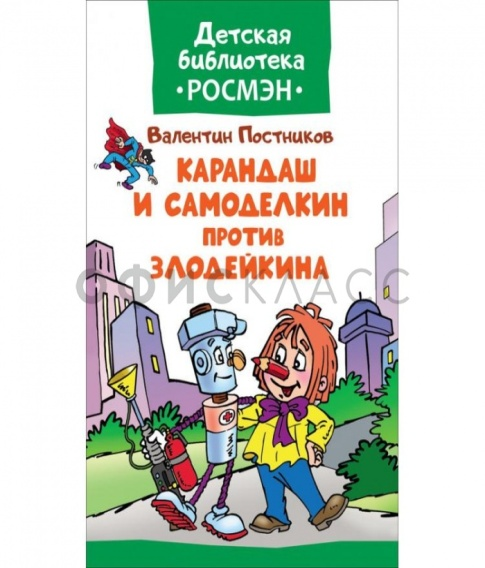 Детская
библиотека
•РОСМЭН•
Валентин Постников
КАРАНДАШ
И САМОДЕЛКИН
ПРОТИВ
ЗЛОДЕЙКИНА
ОФИСКЛАСС